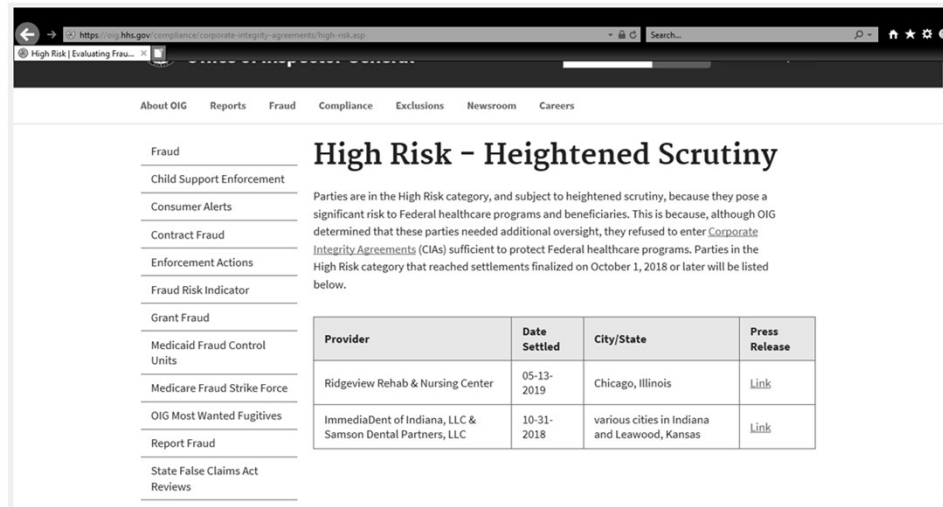 https://oig.hhs.gov/compliance/corporate-integrity-agreements/high-risk.asp
Search...
High Risk | Evaluating Frau...
About OIG Reports Fraud Compliance Exclusions Newsroom Careers
Fraud
Child Support Enforcement
Consumer Alerts
Contract Fraud
Enforcement Actions
Fraud Risk Indicator
Grant Fraud
Medicaid Fraud Control
Units
Medicare Fraud Strike Force
OIG Most Wanted Fugitives
Report Fraud
State False Claims Act
Reviews
High Risk – Heightened Scrutiny
Parties are in the High Risk category, and subject to heightened scrutiny, because they pose a
significant risk to Federal healthcare programs and beneficiaries. This is because, although OIG
determined that these parties needed additional oversight, they refused to enter Corporate
Integrity Agreements (CIAs) sufficient to protect Federal healthcare programs. Parties in the
High Risk category that reached settlements finalized on October 1, 2018 or later will be listed
below.
Provider Date Settled City/State Press Release
Ridgeview Rehab & Nursing Center 05-13-2019 Chicago, Illinois Link
ImmediaDent of Indiana, LLC & 10-31- various cities in Indiana Link
Samson Dental Partners, LLC 2018 and Leawood, Kansas